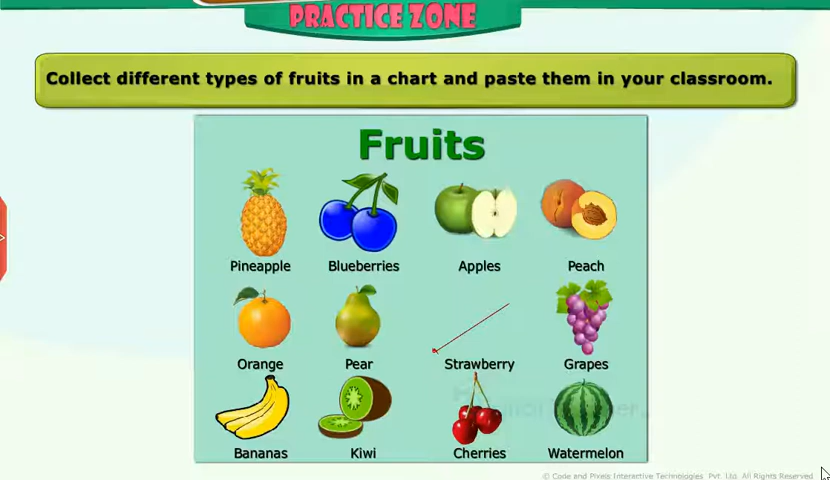 PRACTICE ZONE
Collect different types of fruits in a chart and paste them in your classroom.
Fruits
Pineapple Blueberries Apples Peach
Orange Pear Strawberry Grapes
Bananas Kiwi Cherries Watermelon
© Code and Pixels Interactive Technologies Pvt. Ltd. All Rights Reserved